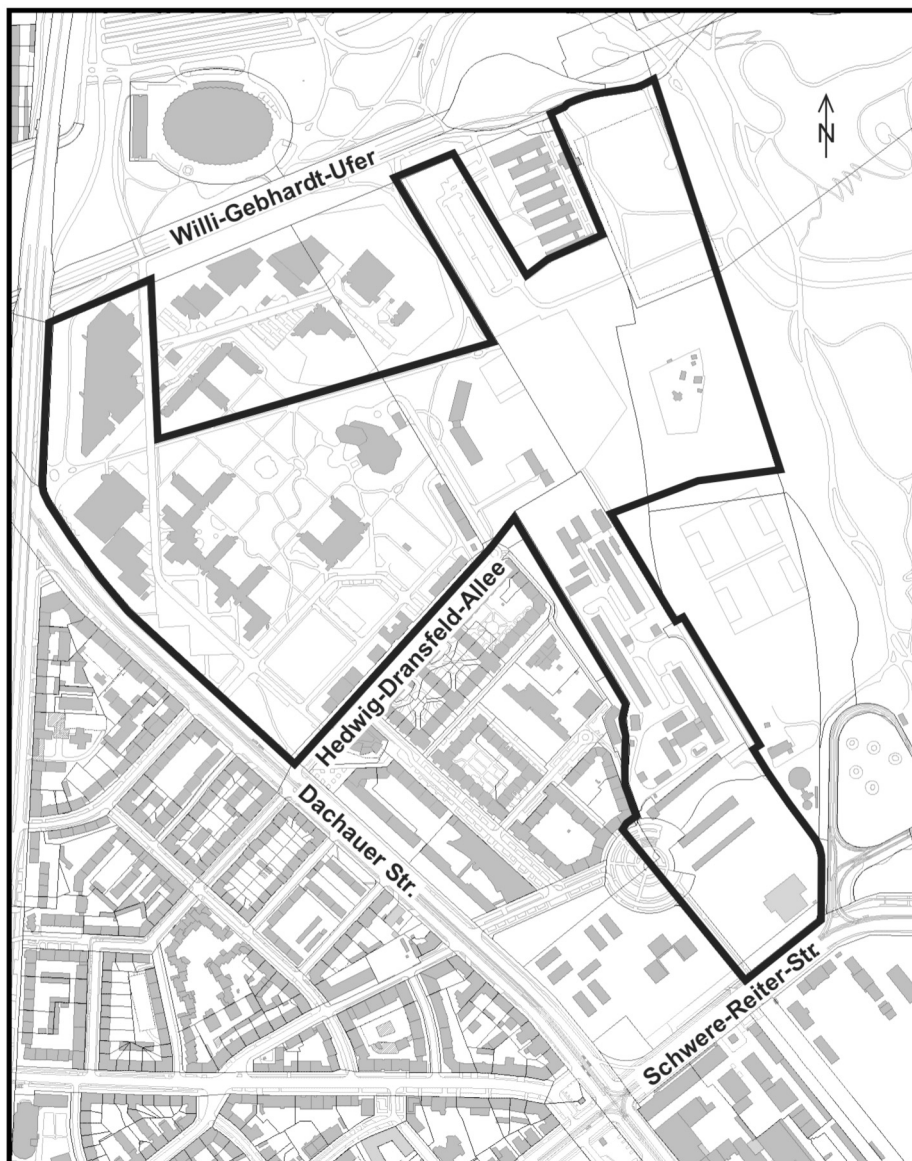 N
Willi-Gebhardt-Ufer
Hedwig-Dransfeld-Allee
Dachauer Str.
Schwere-Reiter-Str.